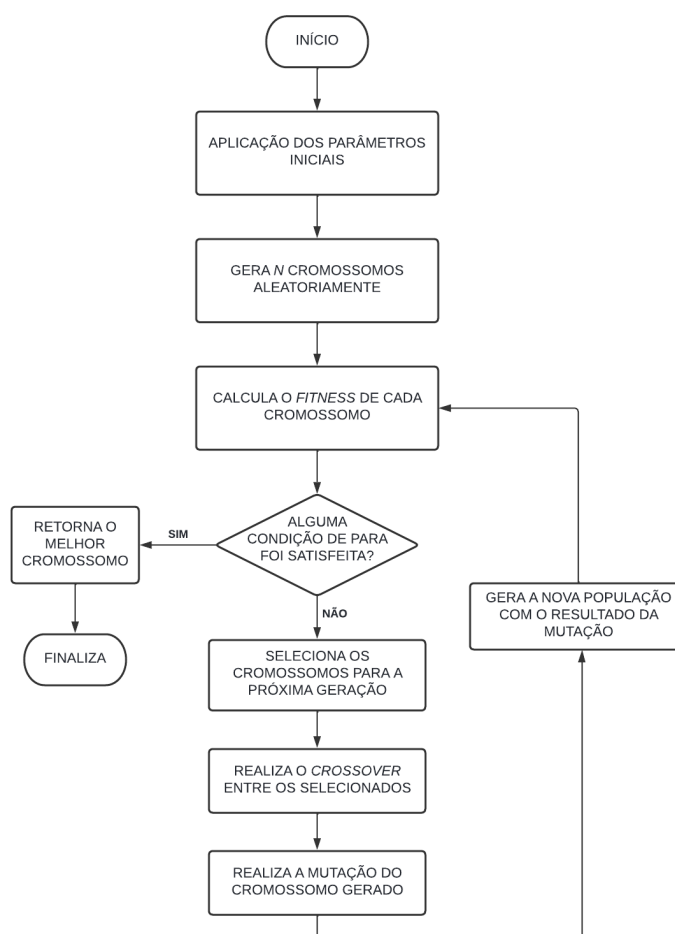 INÍCIO
APLICAÇÃO DOS PARÂMETROS
INICIAIS
GERA N CROMOSSOMOS
ALEATORIAMENTE
CALCULA O FITNESS DE CADA
CROMOSSOMO
ALGUMA
CONDIÇÃO DE PARA
FOI SATISFEITA?
SIM
RETORNA O
MELHOR
CROMOSSOMO
FINALIZA
NÃO
SELECIONA OS
CROMOSSOMOS PARA A
PRÓXIMA GERAÇÃO
REALIZA O CROSSOVER
ENTRE OS SELECIONADOS
REALIZA A MUTAÇÃO DO
CROMOSSOMO GERADO
GERA A NOVA POPULAÇÃO
COM O RESULTADO DA
MUTAÇÃO